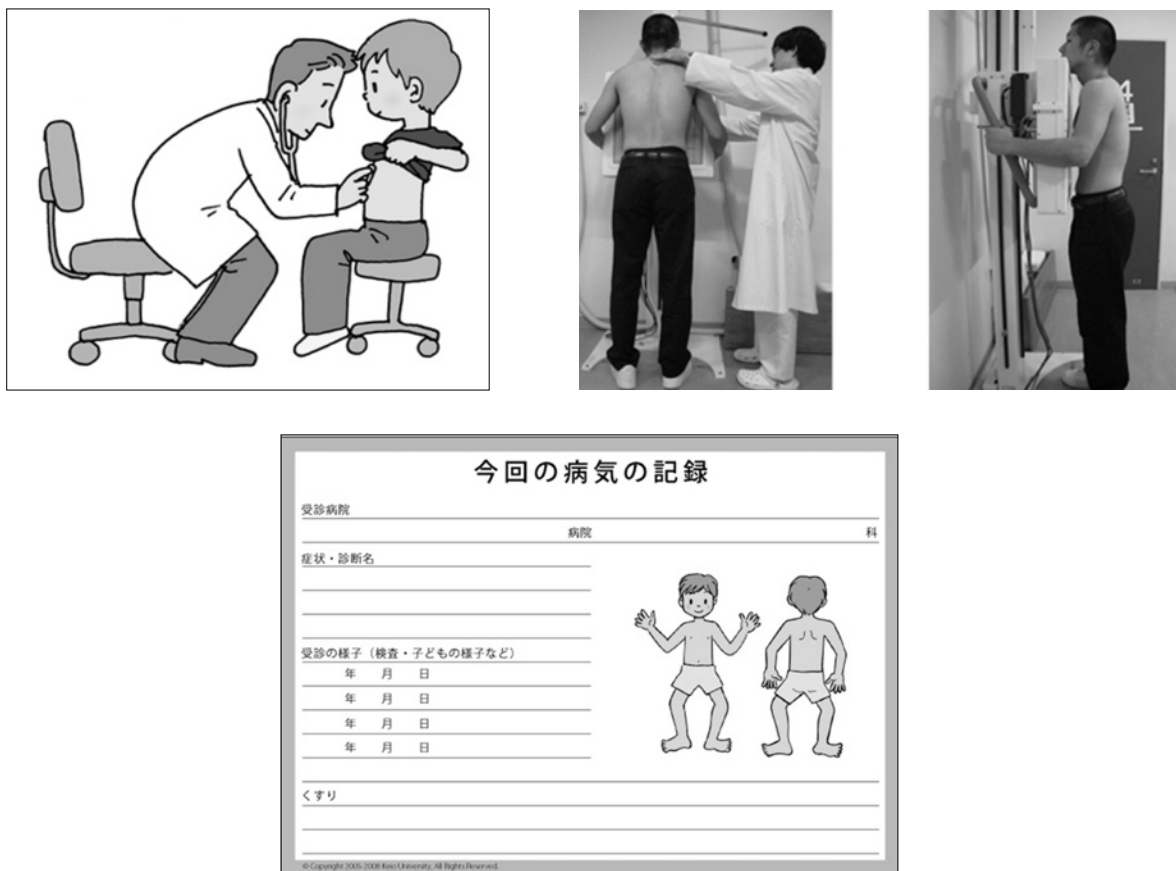 4
今回の病気の記録
受診病院
病院 科
症状・診断名
受診の様子（検査・子どもの様子など）
年 月 日
年 月 日
年 月 日
年 月 日
くすり
© Copyright 2005-2008 Keio University, All Rights Reserved.